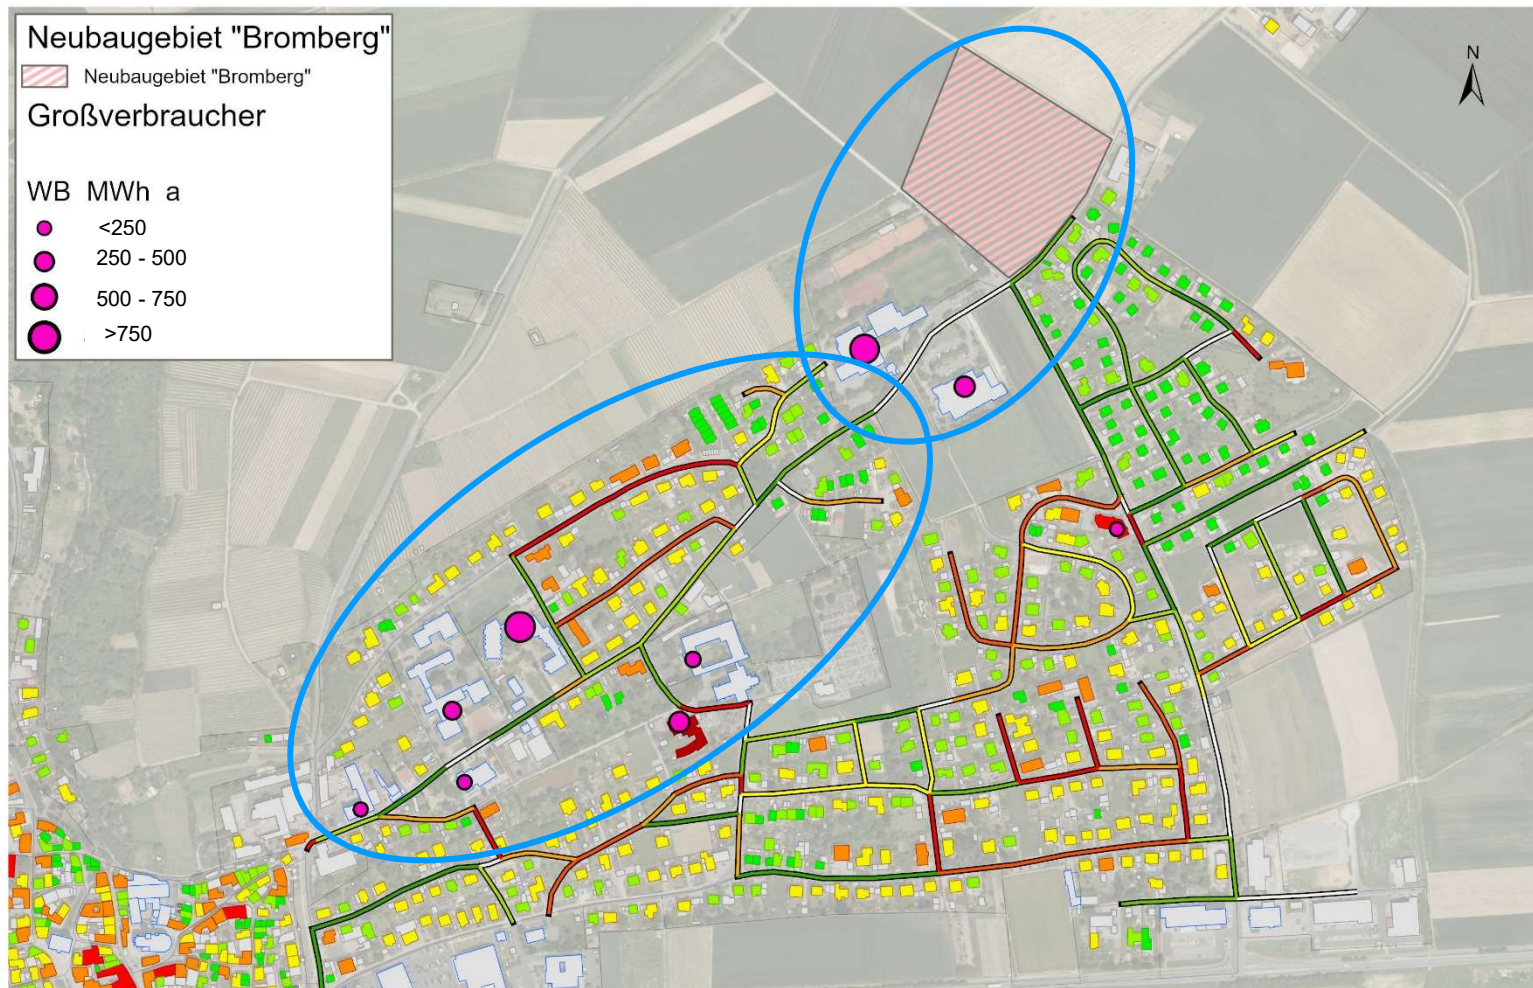 Neubaugebiet "Bromberg"
Neubaugebiet "Bromberg"
Großverbraucher
WB MWh a
<250
250 - 500
500 - 750
>750
N